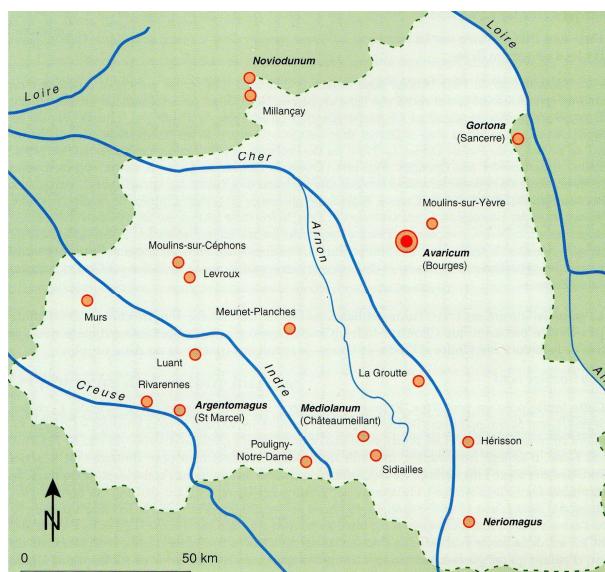 Loire
Noviodunum
Millançay
Loire
Gortona
(Sancerre)
Cher
Arnon
Moulins-sur-Yèvre
Avaricum
(Bourges)
Moulins-sur-Céphons
Levroux
Murs
Meunet-Planches
Luant
Indre
La Groutte
Creuse
Rivarennes
Argentomagus
(St Marcel)
Mediolanum
(Châteaumeillant)
Pouligny-
Notre-Dame
Sidiailles
Hérisson
Neriomagus
N
0 50 km